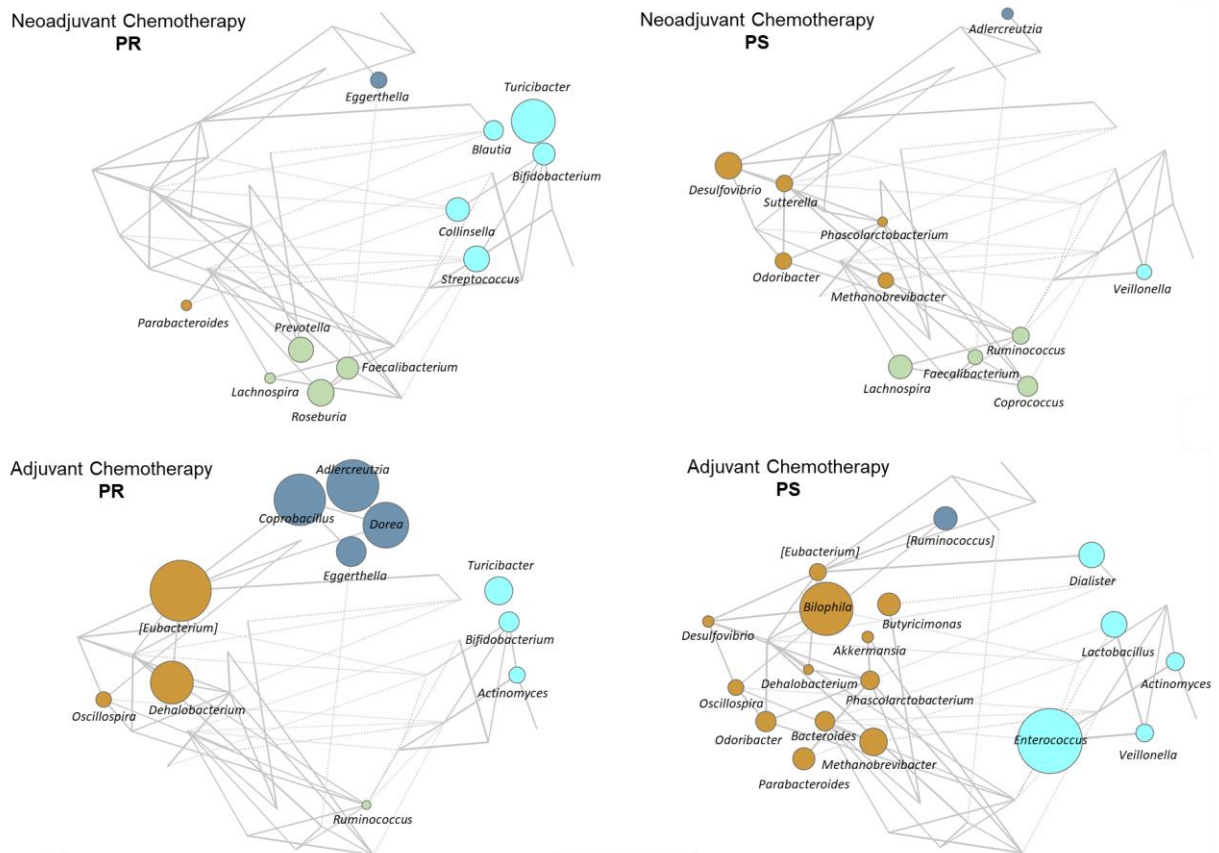 Neoadjuvant Chemotherapy
PR
Eggerthella
Turicibacter
Blautia
Bifidobacterium
Collinsella
Streptococcus
Parabacteroides
Prevotella
Faecalibacterium
Lachnospira
Roseburia
Neoadjuvant Chemotherapy
PS
Adlercreutzia
Desulfovibrio
Sutterella
Phascolarctobacterium
Odoribacter
Methanobrevibacter
Veillonella
Ruminococcus
Faecalibacterium
Lachnospira
Coprococcus
Adjuvant Chemotherapy
PR
Adlercreutzia
Coprobacillus
Dorea
Eggerthella
Turicibacter
[Eubacterium]
Bifidobacterium
Actinomyces
Dehalobacterium
Oscillospira
Ruminococcus
Adjuvant Chemotherapy
PS
[Ruminococcus]
[Eubacterium]
Dialister
Bilophila
Butyricimonas
Desulfovibrio
Akkermansia
Lactobacillus
Dehalobacterium
Actinomyces
Oscillospira
Phascolarctobacterium
Odoribacter
Bacteroides
Enterococcus
Veillonella
Methanobrevibacter
Parabacteroides